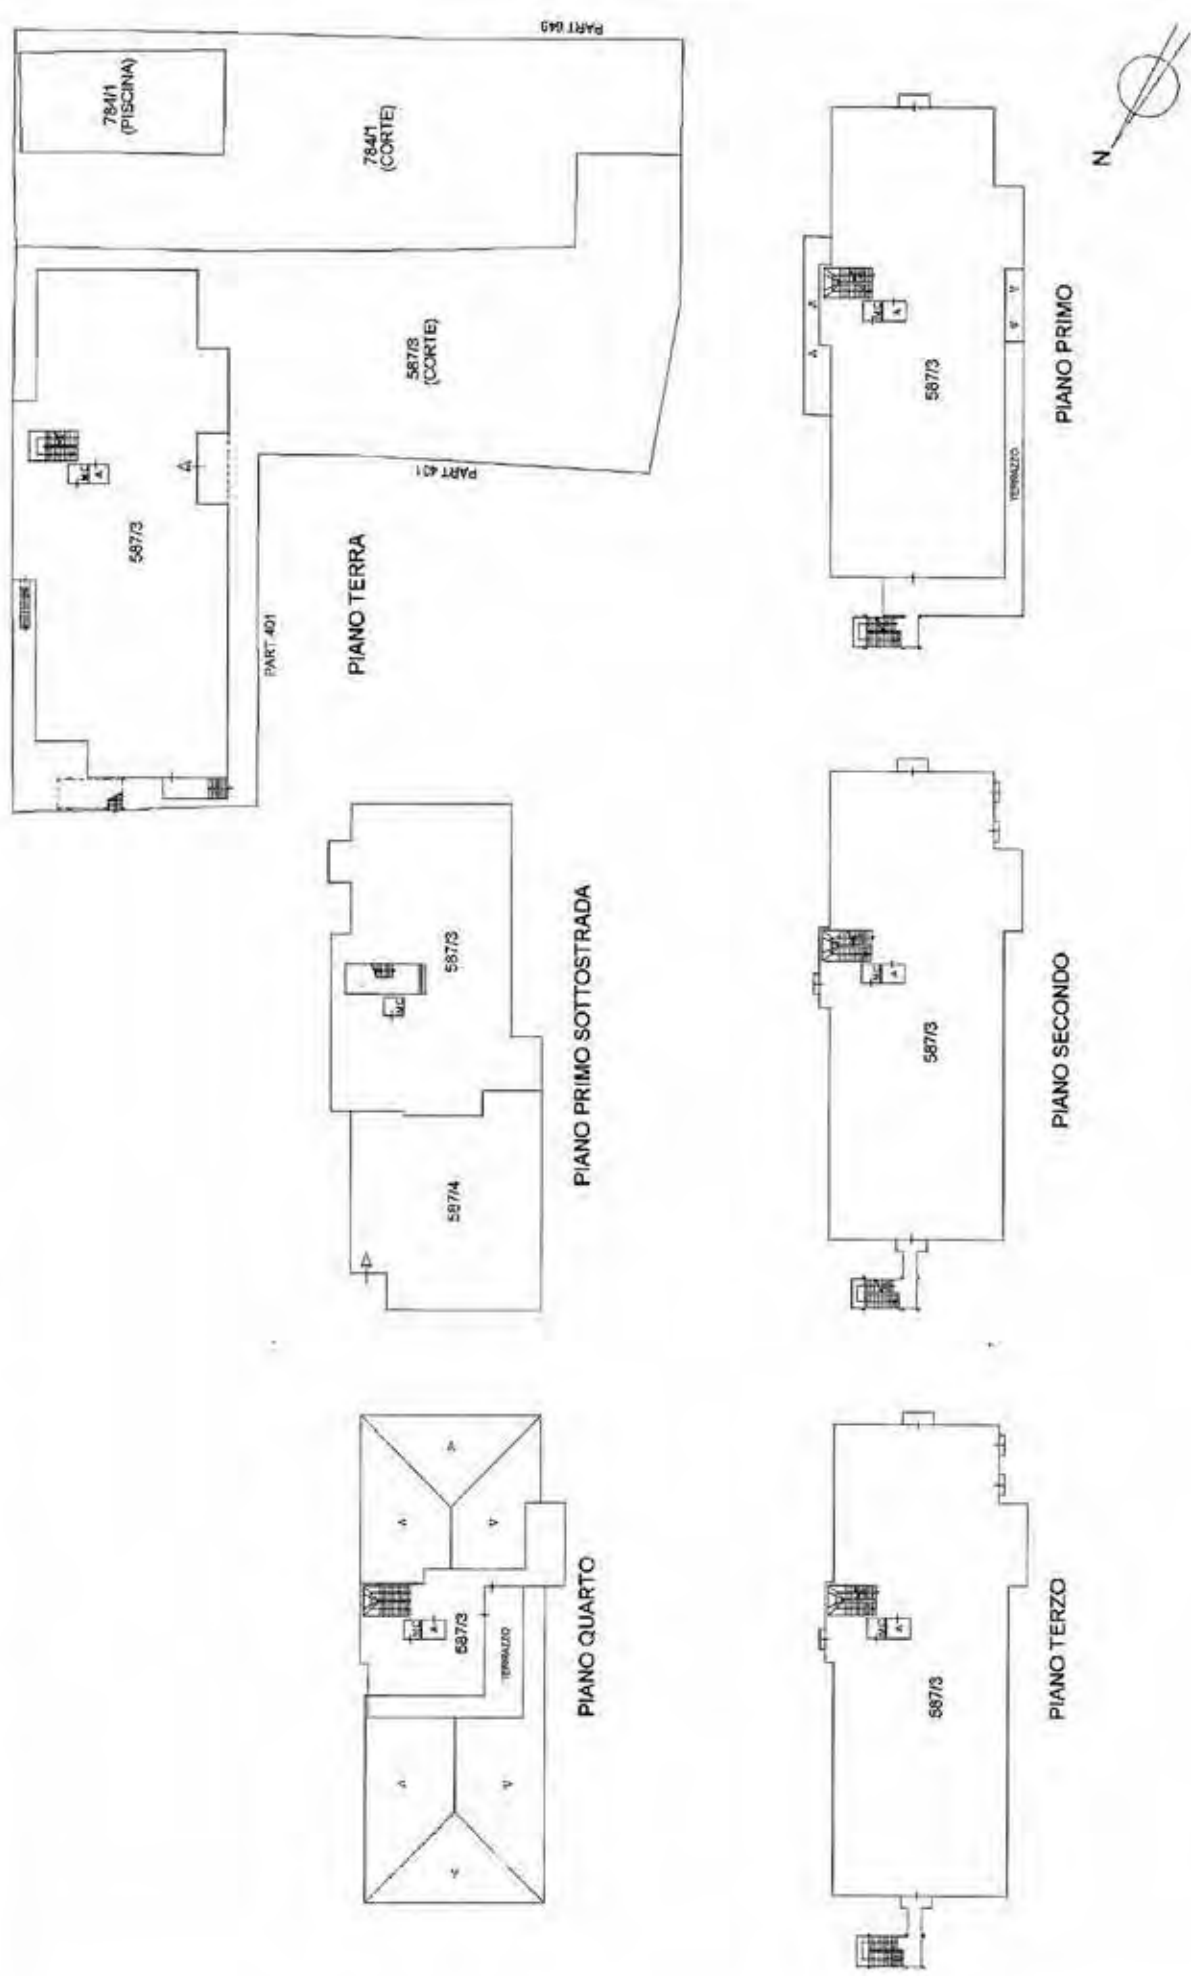 PART 649
784/1
(PISCINA)
784/1
(CORTE)
587/3
(CORTE)
PART 401
587/3
M.C.
A
PART. 401
PIANO TERRA
587/3
M.C.
587/4
PIANO PRIMO SOTTOSTRADA
587/3
M.C.
A
TERRAZZO
PIANO QUARTO
N
587/3
M.C.
A
TERRAZZO
PIANO PRIMO
587/3
M.C.
A
PIANO SECONDO
587/3
M.C.
A
PIANO TERZO